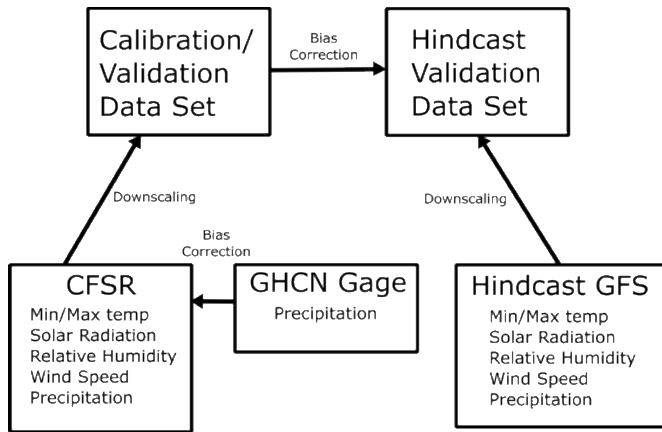 Calibration/
Validation
Data Set
Bias
Correction
Hindcast
Validation
Data Set
Downscaling
Downscaling
Bias
Correction
CFSR
Min/Max temp
Solar Radiation
Relative Humidity
Wind Speed
Precipitation
GHCN Gage
Precipitation
Hindcast GFS
Min/Max temp
Solar Radiation
Relative Humidity
Wind Speed
Precipitation